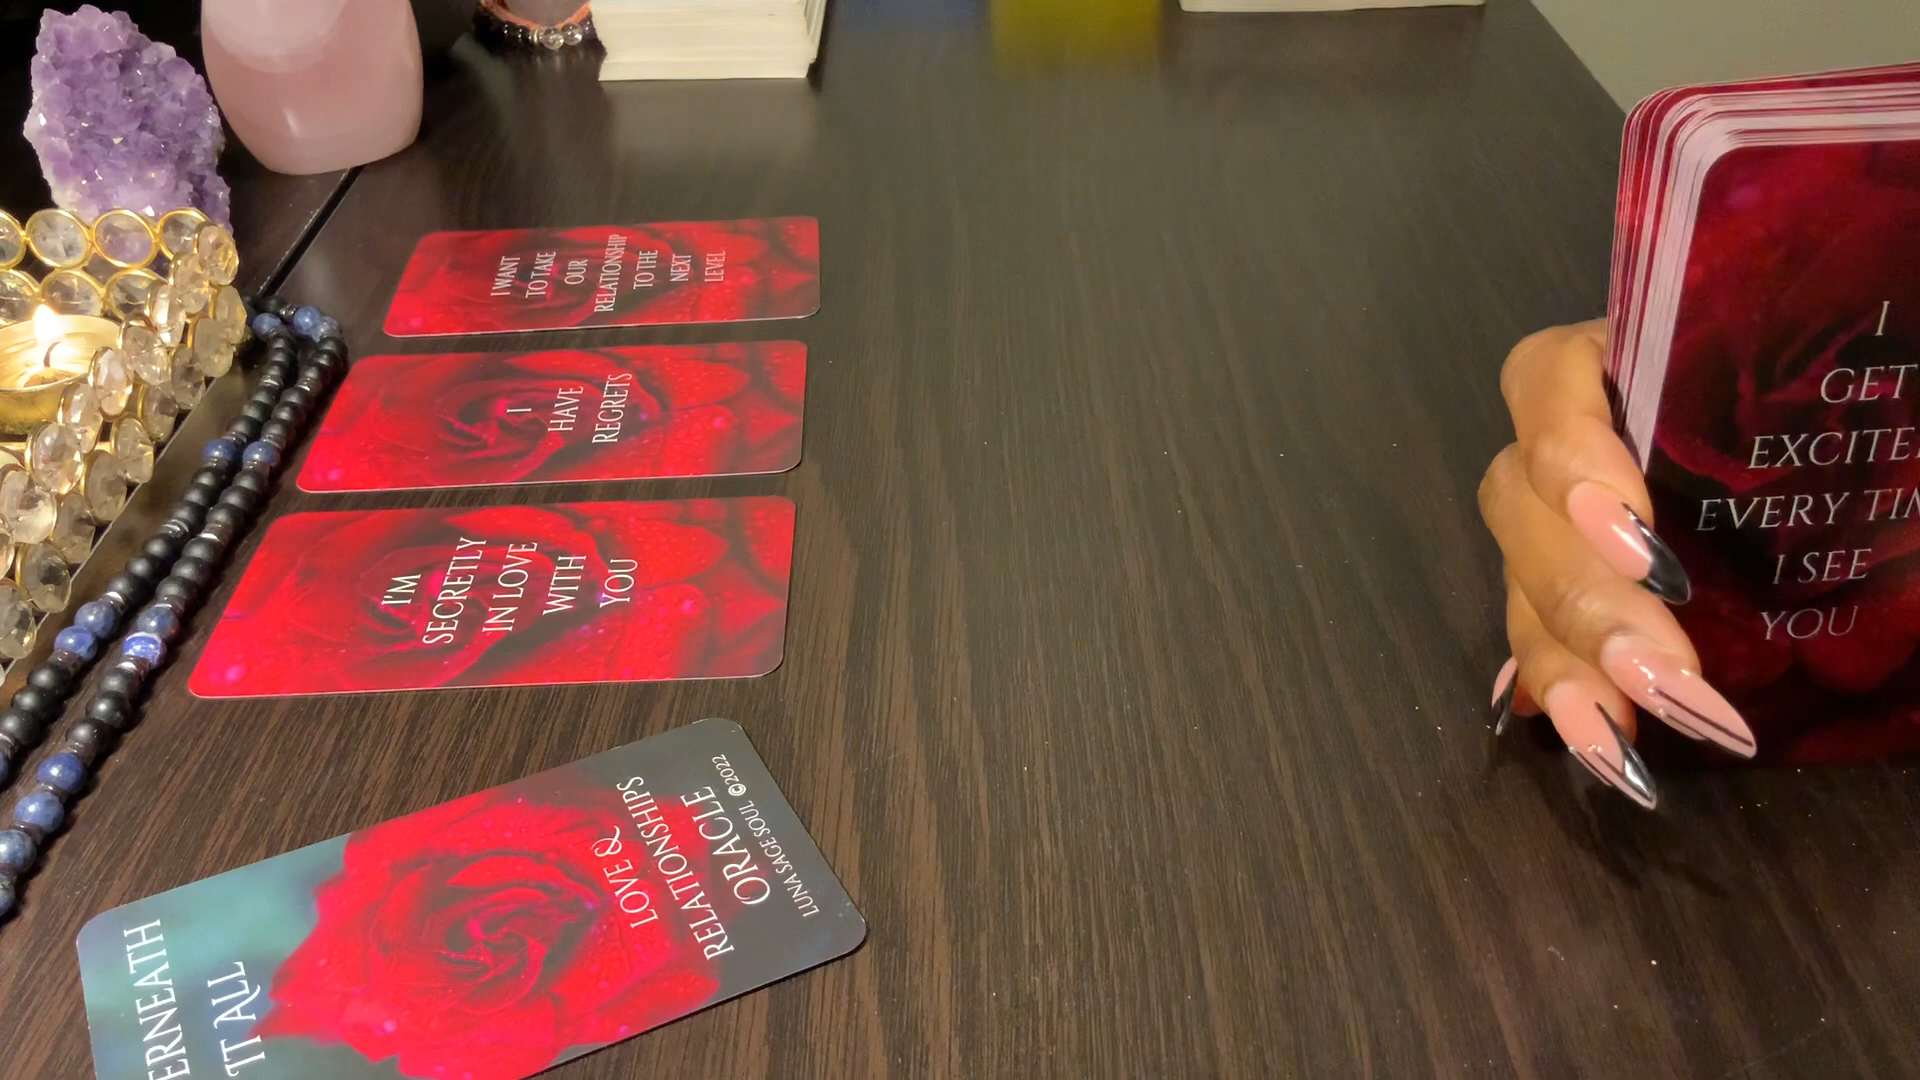 I WANT
TO TAKE
OUR
RELATIONSHIP
TO THE
NEXT
LEVEL
I
HAVE
REGRETS
I'M
SECRETLY
IN LOVE
WITH
YOU
ERNEATH
IT ALL
LOVE &
RELATIONSHIPS
ORACLE
LUNA SAGE SOUL ©2022
I
GET
EXCITE
EVERY TIM
I SEE
YOU